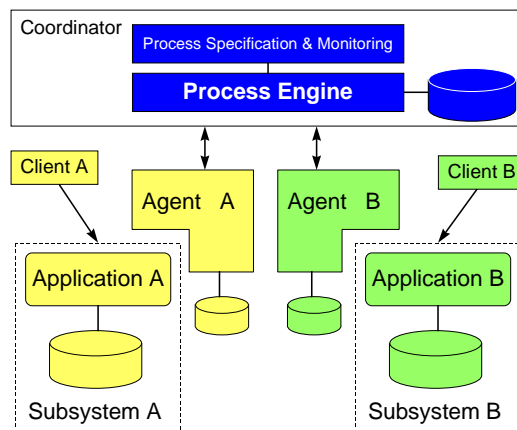 Coordinator
Process Specification & Monitoring
Process Engine
Client A
Agent A
Agent B
Client B
Application A
Application B
Subsystem A
Subsystem B